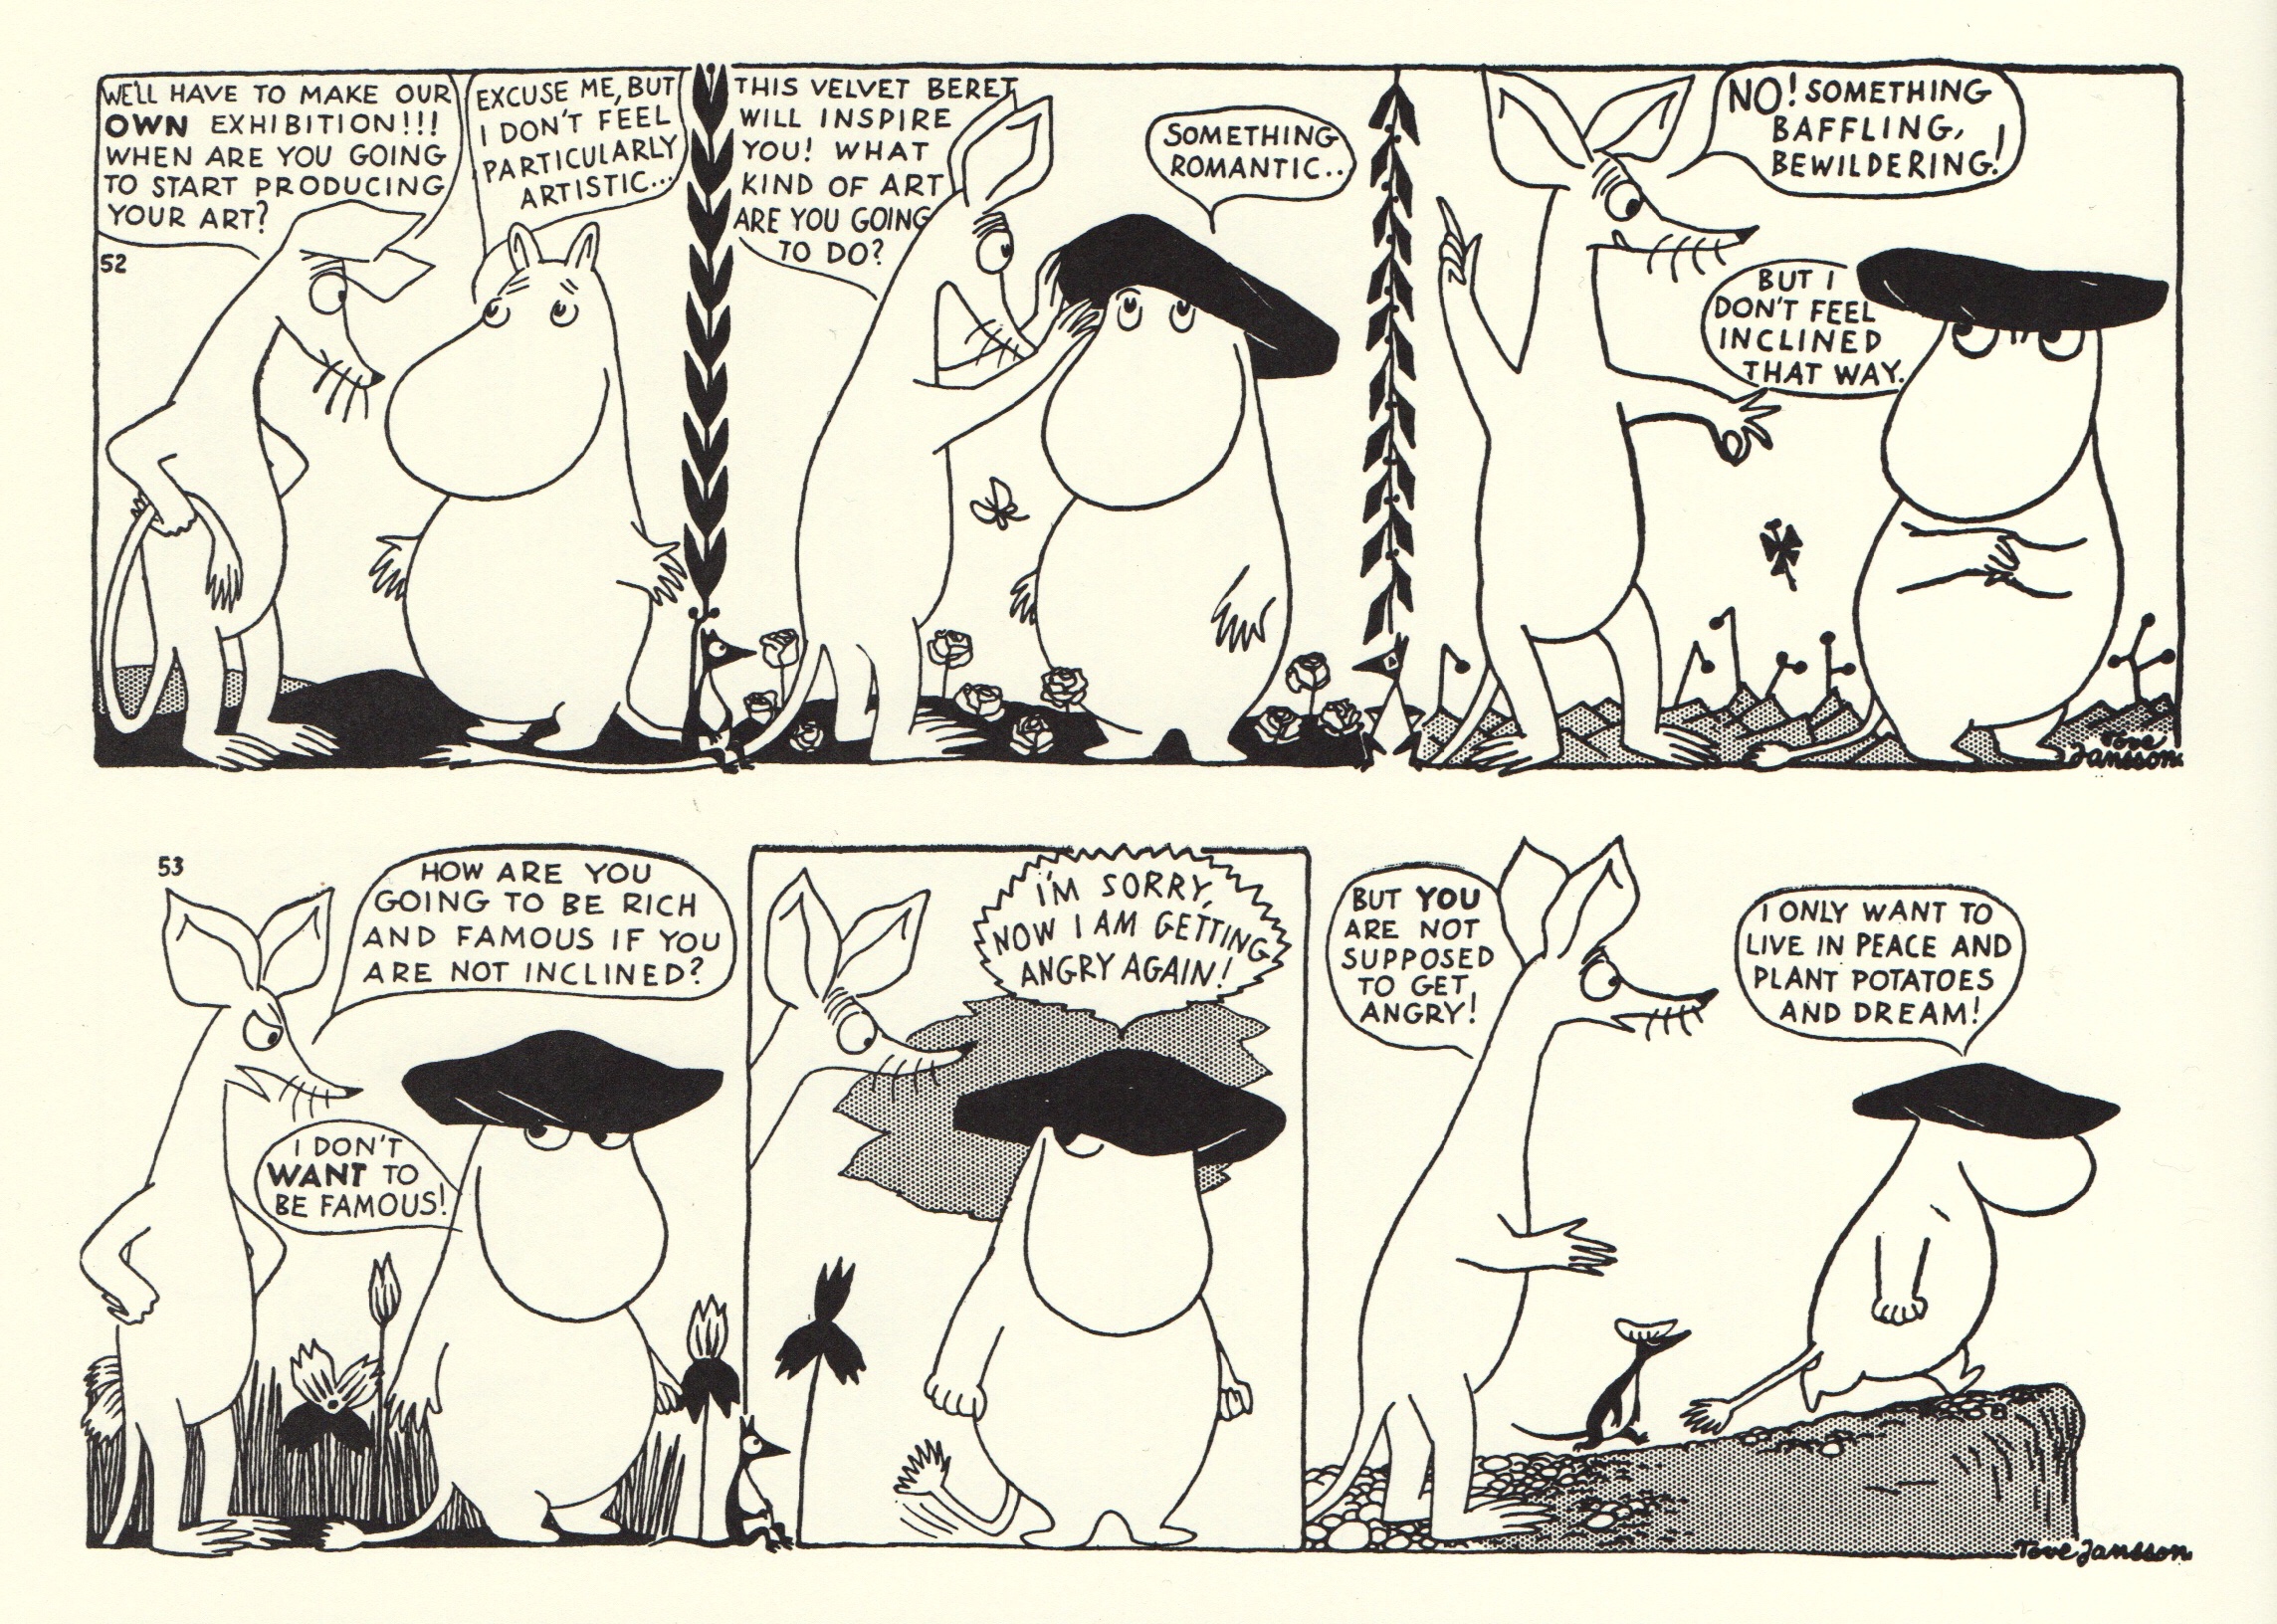 WE'LL HAVE TO MAKE OUR
OWN EXHIBITION!!!
WHEN ARE YOU GOING
TO START PRODUCING
YOUR ART?
52
EXCUSE ME, BUT
I DON'T FEEL
PARTICULARLY
ARTISTIC...
THIS VELVET BERET
WILL INSPIRE
YOU! WHAT
KIND OF ART
ARE YOU GOING
TO DO?
SOMETHING
ROMANTIC..
NO! SOMETHING
BAFFLING,
BEWILDERING!
BUT I
DON'T FEEL
INCLINED
THAT WAY.
Tove
Jansson
53
HOW ARE YOU
GOING TO BE RICH
AND FAMOUS IF YOU
ARE NOT INCLINED?
I DON'T
WANT TO
BE FAMOUS!
I'M SORRY,
NOW I AM GETTING
ANGRY AGAIN!
BUT YOU
ARE NOT
SUPPOSED
TO GET
ANGRY!
I ONLY WANT TO
LIVE IN PEACE AND
PLANT POTATOES
AND DREAM!
Tove Jansson